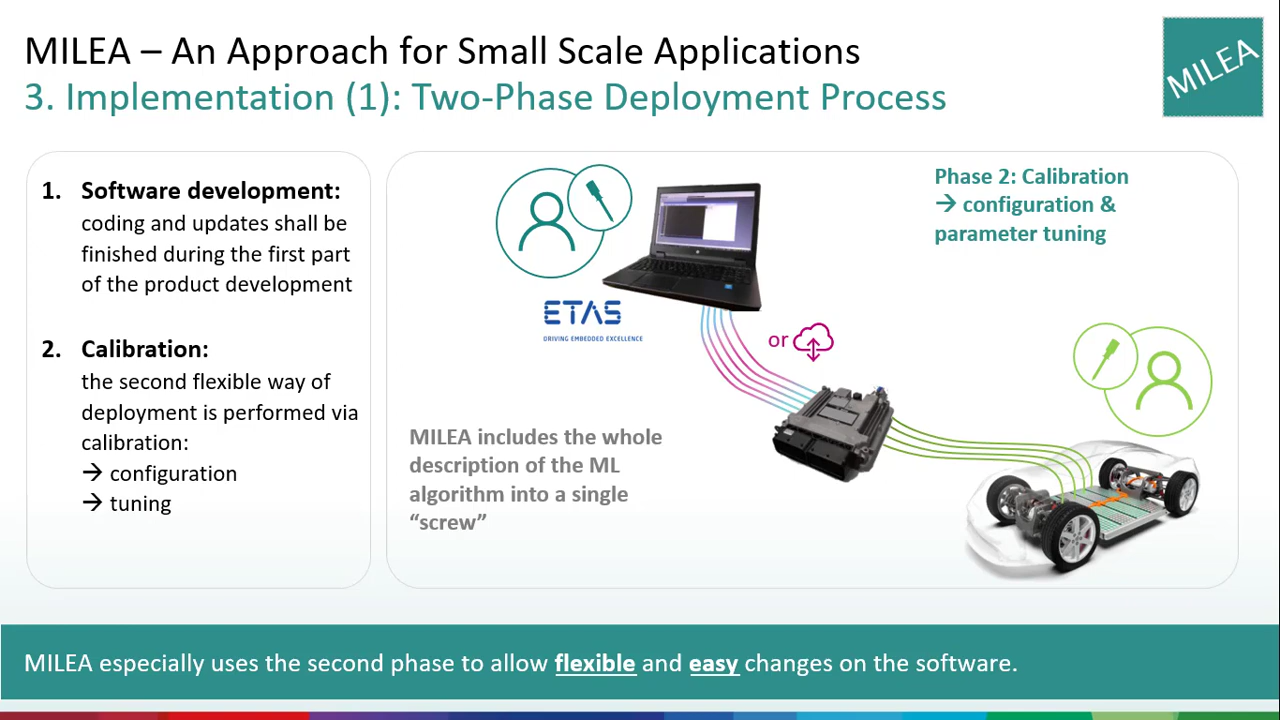 MILEA – An Approach for Small Scale Applications
3. Implementation (1): Two-Phase Deployment Process
MILEA
1. Software development:
coding and updates shall be
finished during the first part
of the product development
2. Calibration:
the second flexible way of
deployment is performed via
calibration:
→ configuration
→ tuning
Phase 2: Calibration
→ configuration &
parameter tuning
ETAS
DRIVING EMBEDDED EXCELLENCE
or
MILEA includes the whole
description of the ML
algorithm into a single
“screw”
MILEA especially uses the second phase to allow flexible and easy changes on the software.